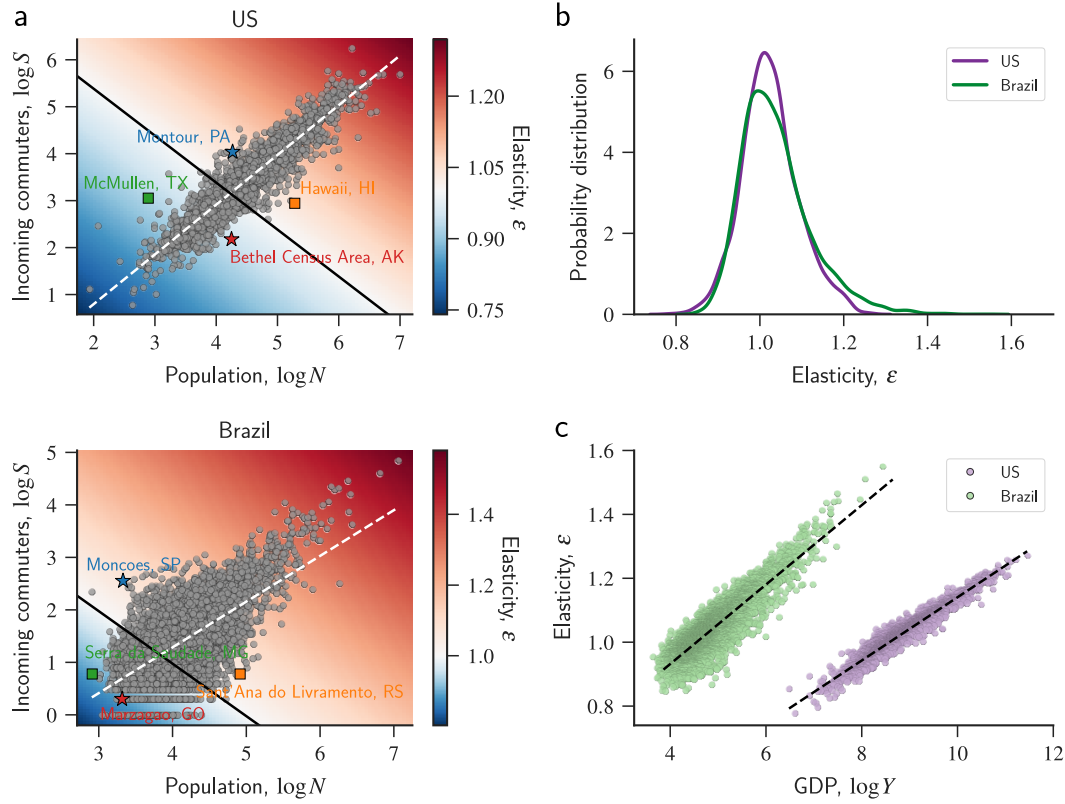 a
US
Incoming commuters, log S
6
5
4
3
2
1
Montour, PA
McMullen, TX
Hawaii, HI
Bethel Census Area, AK
2 3 4 5 6 7
Population, log N
1.20
1.05
0.90
0.75
Elasticity, ε
b
Probability distribution
6
4
2
0
US
Brazil
0.8 1.0 1.2 1.4 1.6
Elasticity, ε
Brazil
Incoming commuters, log S
5
4
3
2
1
0
Moncoes, SP
Sant Ana do Livramento, RS
Marzagao, GO
3 4 5 6 7
Population, log N
1.4
1.2
1.0
Elasticity, ε
c
Elasticity, ε
1.6
1.4
1.2
1.0
0.8
US
Brazil
4 6 8 10 12
GDP, log Y